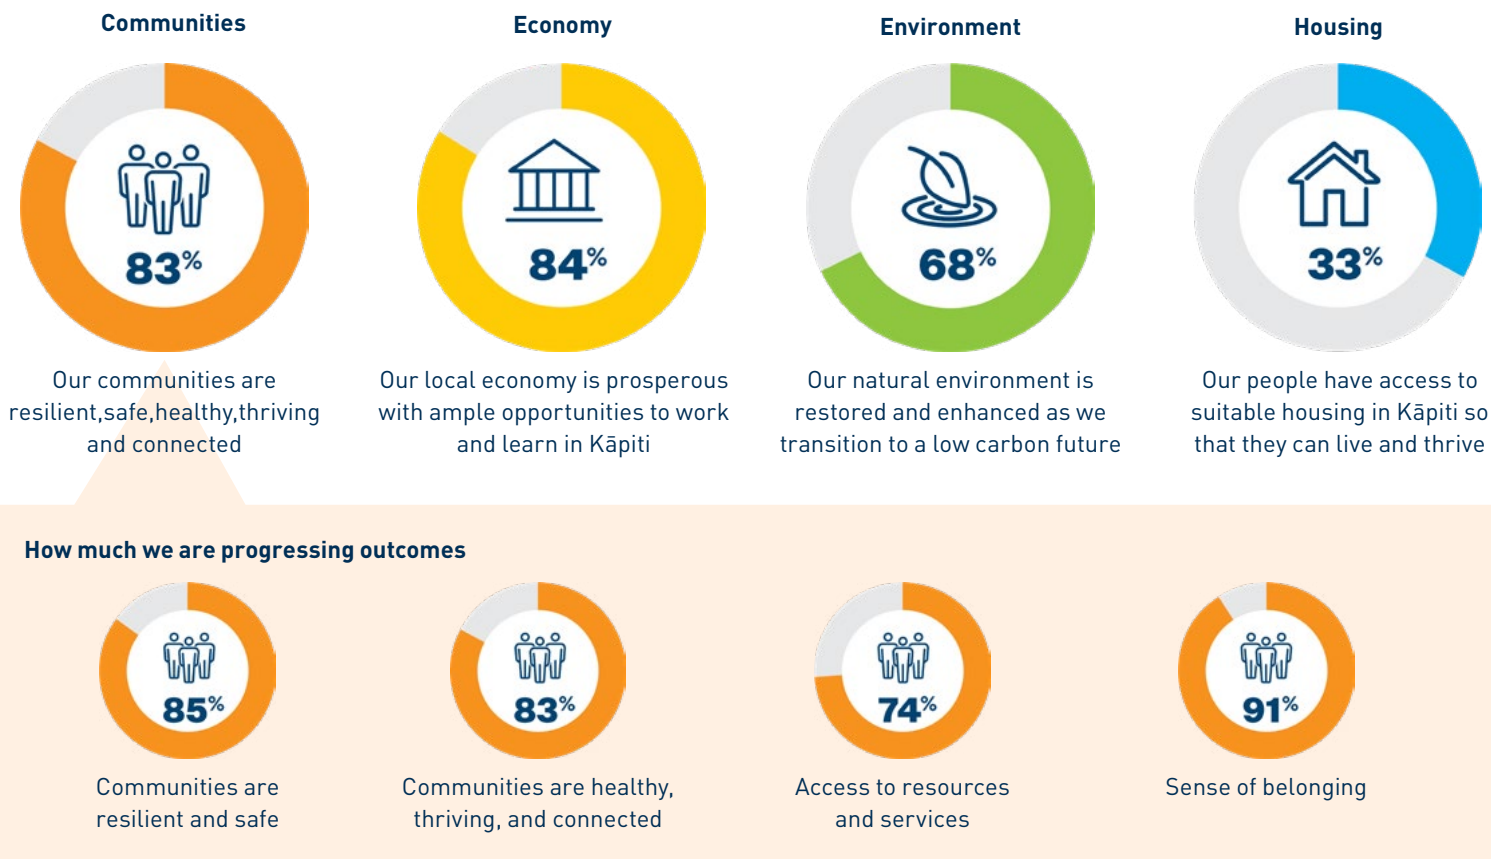 Communities
Economy
Environment
Housing
83%
84%
68%
33%
Our communities are
resilient,safe,healthy,thriving
and connected
Our local economy is prosperous
with ample opportunities to work
and learn in Kāpiti
Our natural environment is
restored and enhanced as we
transition to a low carbon future
Our people have access to
suitable housing in Kāpiti so
that they can live and thrive
How much we are progressing outcomes
85%
83%
74%
91%
Communities are
resilient and safe
Communities are healthy,
thriving, and connected
Access to resources
and services
Sense of belonging